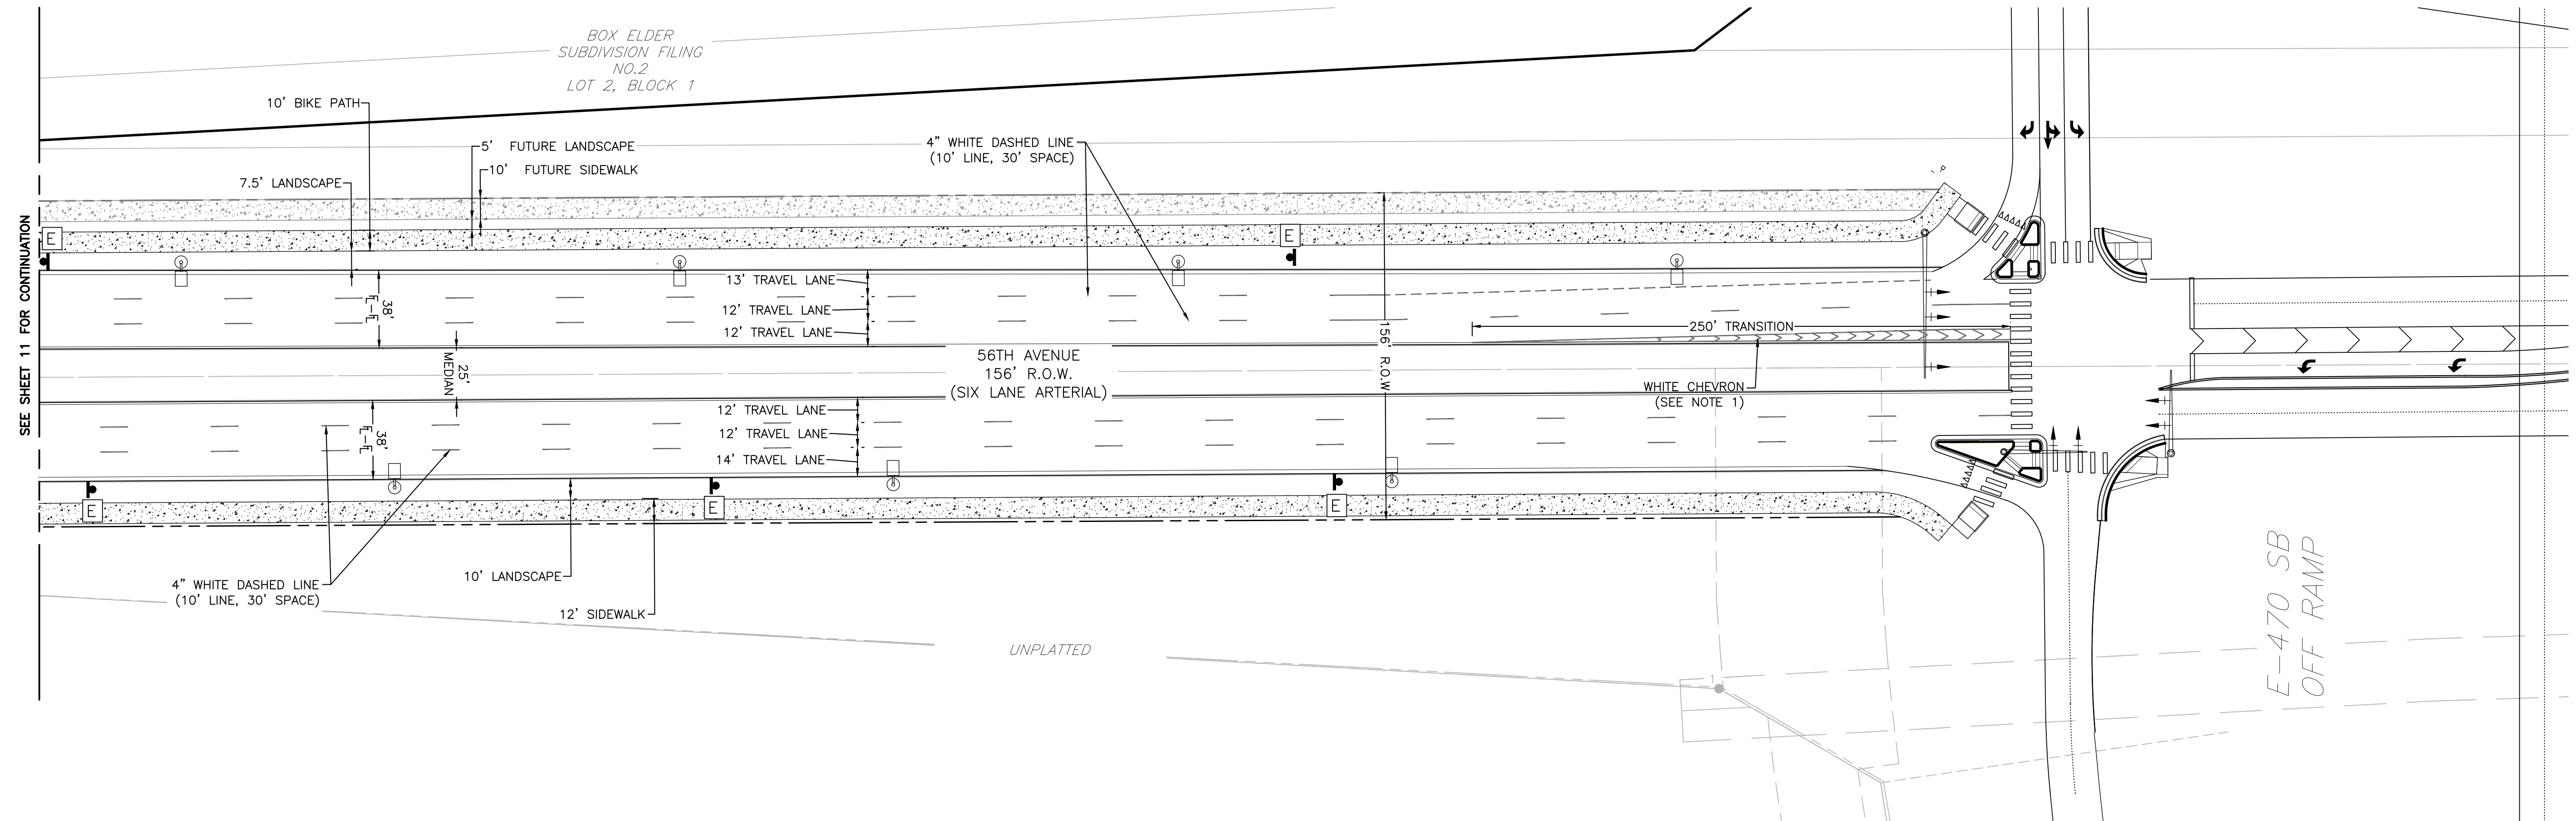 BOX ELDER
SUBDIVISION FILING
NO.2
LOT 2, BLOCK 1
10' BIKE PATH
5' FUTURE LANDSCAPE
10' FUTURE SIDEWALK
7.5' LANDSCAPE
4" WHITE DASHED LINE
(10' LINE, 30' SPACE)
SEE SHEET 11 FOR CONTINUATION
E
E
13' TRAVEL LANE
12' TRAVEL LANE
12' TRAVEL LANE
38'
250' TRANSITION
156' R.O.W
25'
MEDIAN
56TH AVENUE
156' R.O.W.
(SIX LANE ARTERIAL)
WHITE CHEVRON
(SEE NOTE 1)
12' TRAVEL LANE
12' TRAVEL LANE
14' TRAVEL LANE
38'
E
E
E
4" WHITE DASHED LINE
(10' LINE, 30' SPACE)
10' LANDSCAPE
12' SIDEWALK
UNPLATTED
1
E-470 SB
OFF RAMP